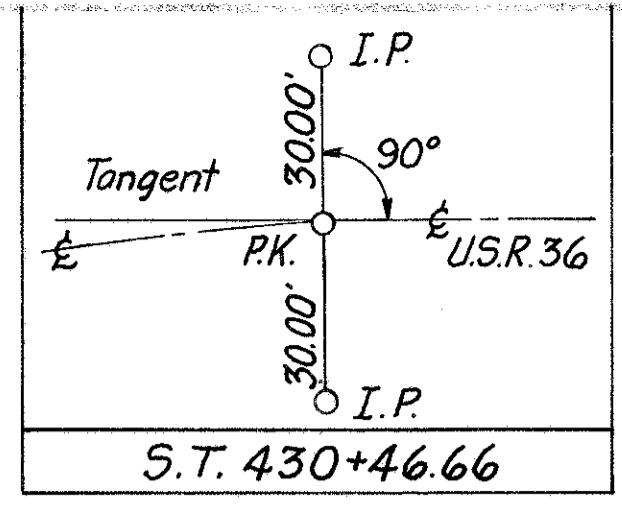 I.P.
30.00'
90°
Tangent
℄
℄
P.K.
U.S.R. 36
30.00'
I.P.
S.T. 430+46.66